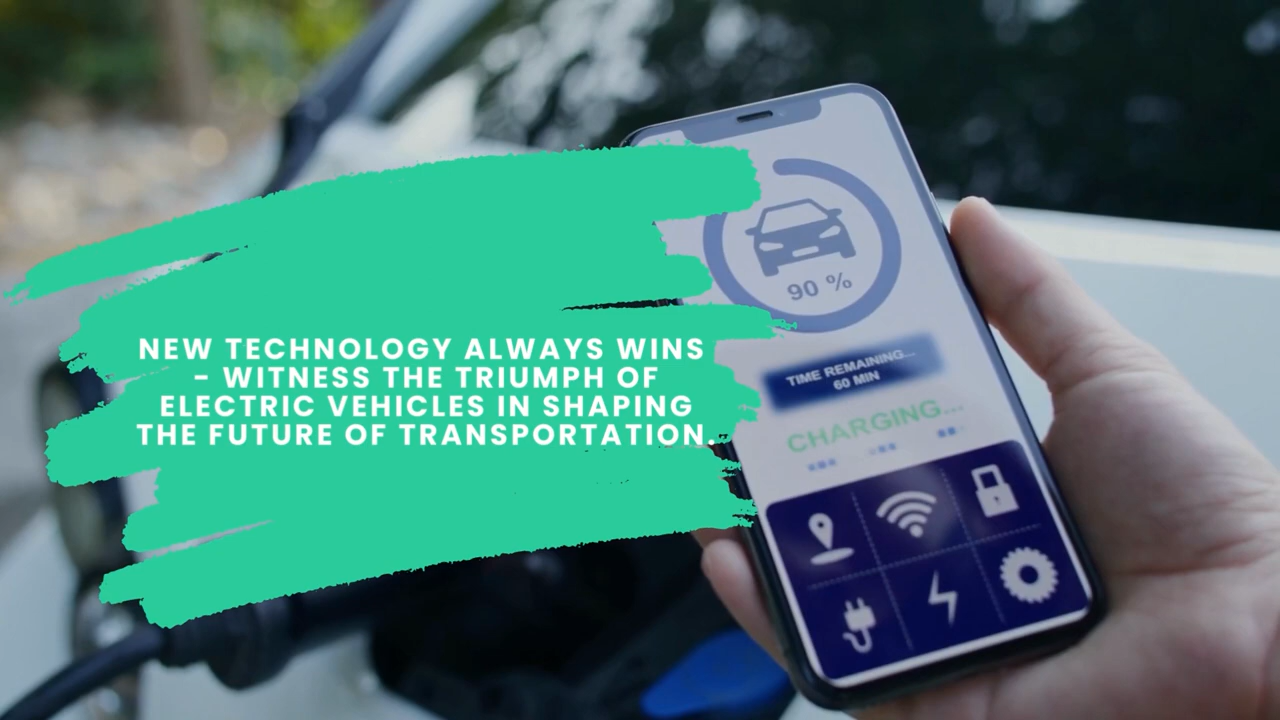 NEW TECHNOLOGY ALWAYS WINS
- WITNESS THE TRIUMPH OF
ELECTRIC VEHICLES IN SHAPING
THE FUTURE OF TRANSPORTATION.
90 %
TIME REMAINING...
60 MIN
CHARGING...